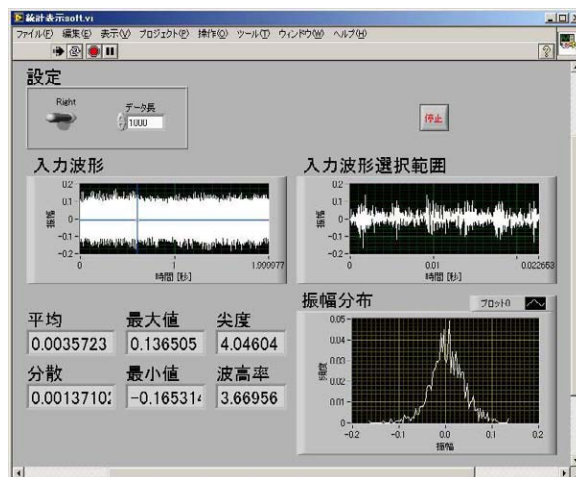 統計表示soft.vi
ファイル(F) 編集(E) 表示(V) プロジェクト(P) 操作(O) ツール(T) ウィンドウ(W) ヘルプ(H)
設定
Right
データ長
1000
停止
入力波形
0.2
0.1
0
-0.1
-0.2
振幅
0 1 1.999977
時間 [秒]
入力波形選択範囲
0.2
0.1
0
-0.1
-0.2
振幅
0 0.01 0.022653
時間 [秒]
平均 最大値 尖度
0.0035723 0.136505 4.04604
分散 最小値 波高率
0.00137102 -0.165314 3.66956
振幅分布
プロット0
0.05
0.04
0.03
0.02
0.01
0
頻度
-0.2 -0.1 0.0 0.1 0.2
振幅